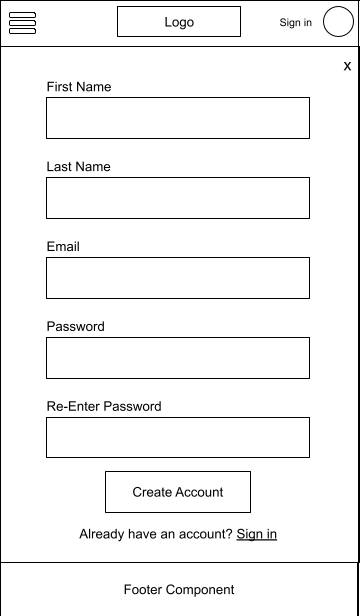 Logo
Sign in
x
First Name
Last Name
Email
Password
Re-Enter Password
Create Account
Already have an account? Sign in
Footer Component